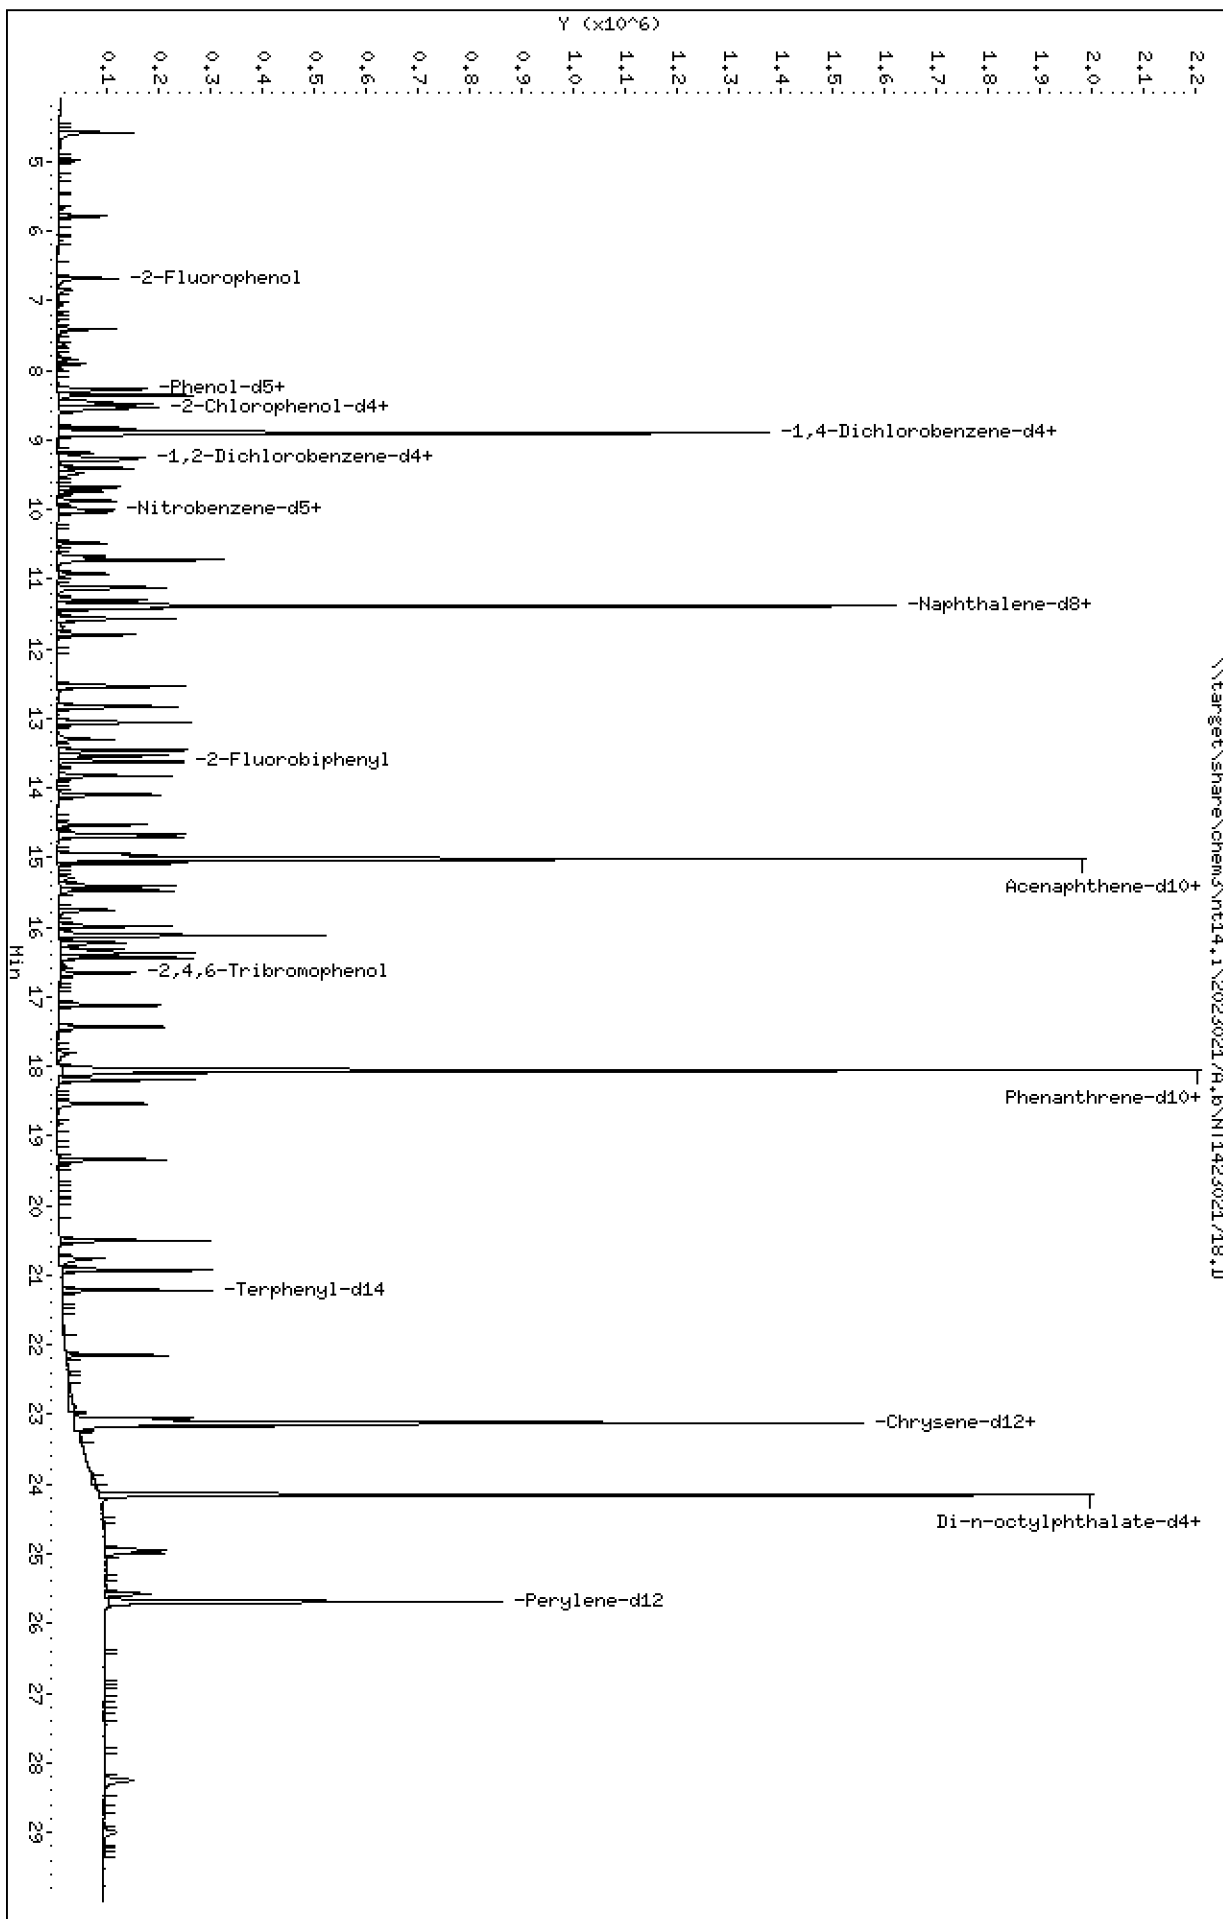 Y (x10^6)
0.1
0.2
0.3
0.4
0.5
0.6
0.7
0.8
0.9
1.0
1.1
1.2
1.3
1.4
1.5
1.6
1.7
1.8
1.9
2.0
2.1
2.2
5
6
7
8
9
10
11
12
13
14
15
16
17
18
19
20
21
22
23
24
25
26
27
28
29
Min
-2-Fluorophenol
-Phenol-d5+
-2-Chlorophenol-d4+
-1,4-Dichlorobenzene-d4+
-1,2-Dichlorobenzene-d4+
-Nitrobenzene-d5+
-Naphthalene-d8+
-2-Fluorobiphenyl
Acenaphthene-d10+
-2,4,6-Tribromophenol
Phenanthrene-d10+
-Terphenyl-d14
-Chrysene-d12+
Di-n-octylphthalate-d4+
-Perylene-d12